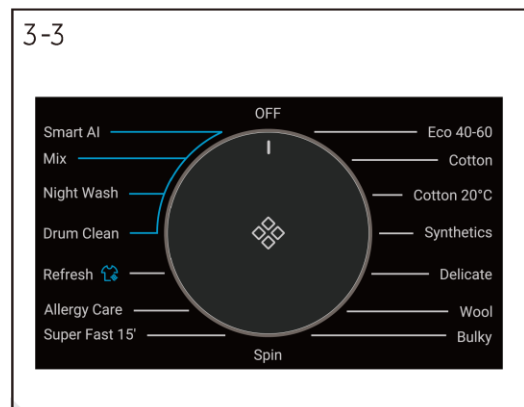 3-3
OFF
Smart AI
Eco 40-60
Mix
Cotton
Night Wash
Cotton 20°C
Drum Clean
Synthetics
Refresh
Delicate
Allergy Care
Wool
Super Fast 15'
Bulky
Spin